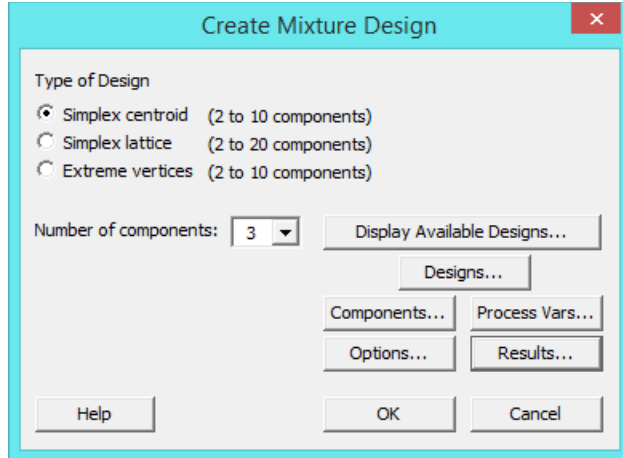 Create Mixture Design
Type of Design
Simplex centroid (2 to 10 components)
Simplex lattice (2 to 20 components)
Extreme vertices (2 to 10 components)
Number of components: 3 Display Available Designs...
Designs...
Components... Process Vars...
Options... Results...
Help OK Cancel